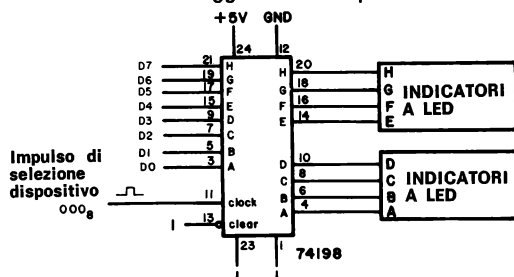 +5V GND
24 12
D7 21 H H 20 H
D6 19 G G 18 G INDICATORI
D5 17 F F 16 F A LED
D4 15 E E 14 E
D3 9 D
D2 7 C
D1 5 B D 10 D
D0 3 A C 8 C INDICATORI
B 6 B A LED
A 4 A
Impulso di
selezione
dispositivo
000₈ 11 clock
1 13 clear
23 1 74198
1 1